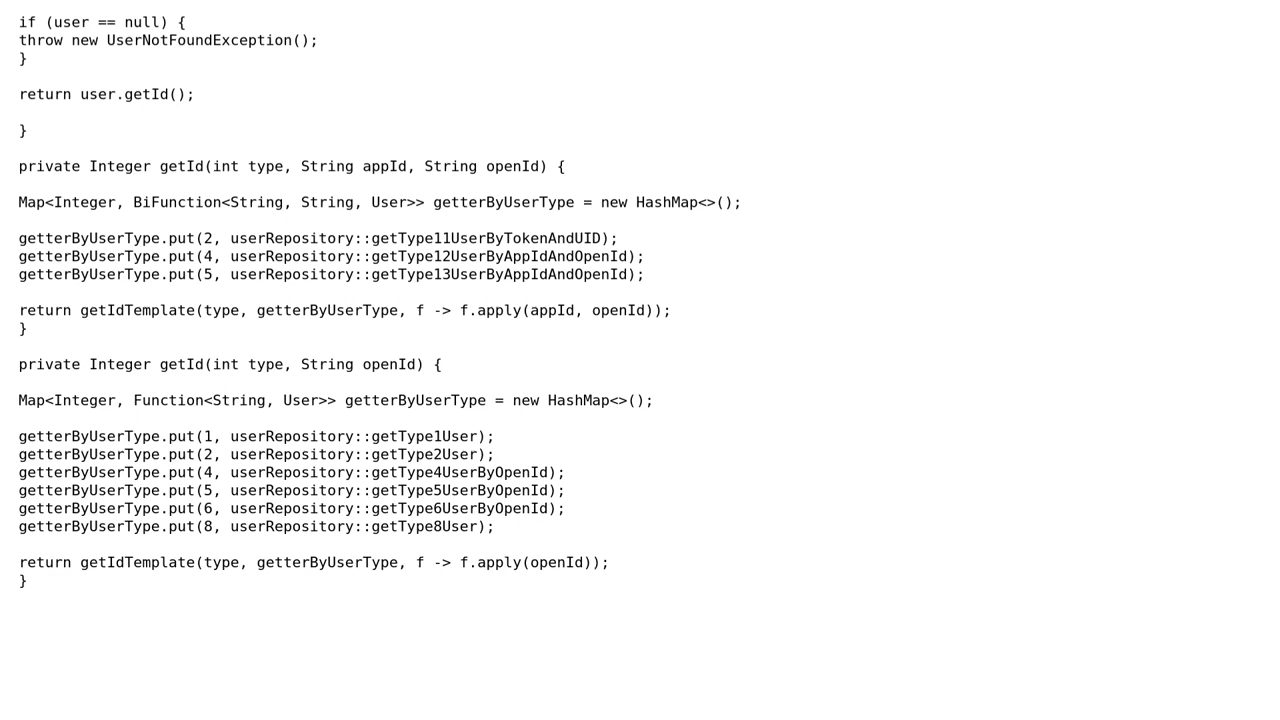 if (user == null) {
throw new UserNotFoundException();
}
return user.getId();
}
private Integer getId(int type, String appId, String openId) {
Map<Integer, BiFunction<String, String, User>> getterByUserType = new HashMap<>();
getterByUserType.put(2, userRepository::getType11UserByTokenAndUID);
getterByUserType.put(4, userRepository::getType12UserByAppIdAndOpenId);
getterByUserType.put(5, userRepository::getType13UserByAppIdAndOpenId);
return getIdTemplate(type, getterByUserType, f -> f.apply(appId, openId));
}
private Integer getId(int type, String openId) {
Map<Integer, Function<String, User>> getterByUserType = new HashMap<>();
getterByUserType.put(1, userRepository::getType1User);
getterByUserType.put(2, userRepository::getType2User);
getterByUserType.put(4, userRepository::getType4UserByOpenId);
getterByUserType.put(5, userRepository::getType5UserByOpenId);
getterByUserType.put(6, userRepository::getType6UserByOpenId);
getterByUserType.put(8, userRepository::getType8User);
return getIdTemplate(type, getterByUserType, f -> f.apply(openId));
}